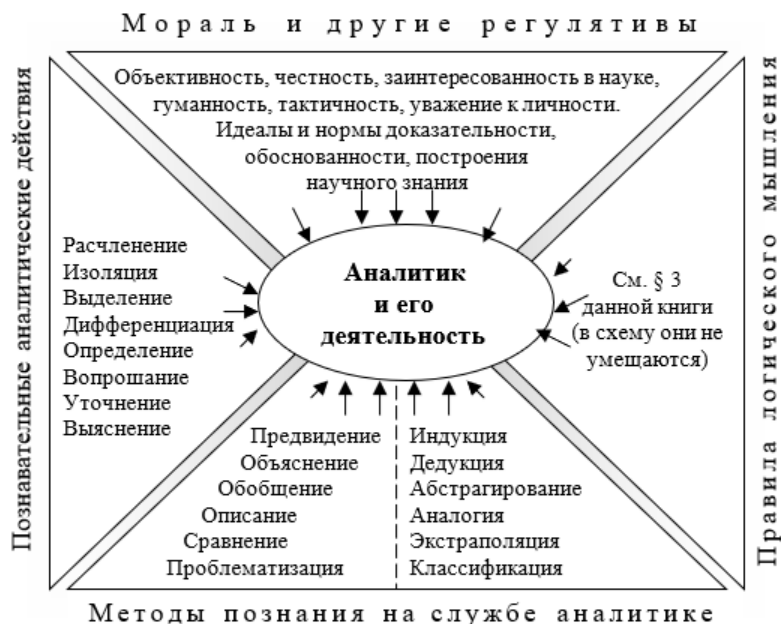 Мораль и другие регулятивы
Объективность, честность, заинтересованность в науке,
гуманность, тактичность, уважение к личности.
Идеалы и нормы доказательности,
обоснованности, построения
научного знания
Познавательные аналитические действия
Расчленение
Изоляция
Выделение
Дифференциация
Определение
Вопрошание
Уточнение
Выяснение
Аналитик
и его
деятельность
См. § 3
данной книги
(в схему они не
умещаются)
Правила логического мышления
Предвидение
Объяснение
Обобщение
Описание
Сравнение
Проблематизация
Индукция
Дедукция
Абстрагирование
Аналогия
Экстраполяция
Классификация
Методы познания на службе аналитике